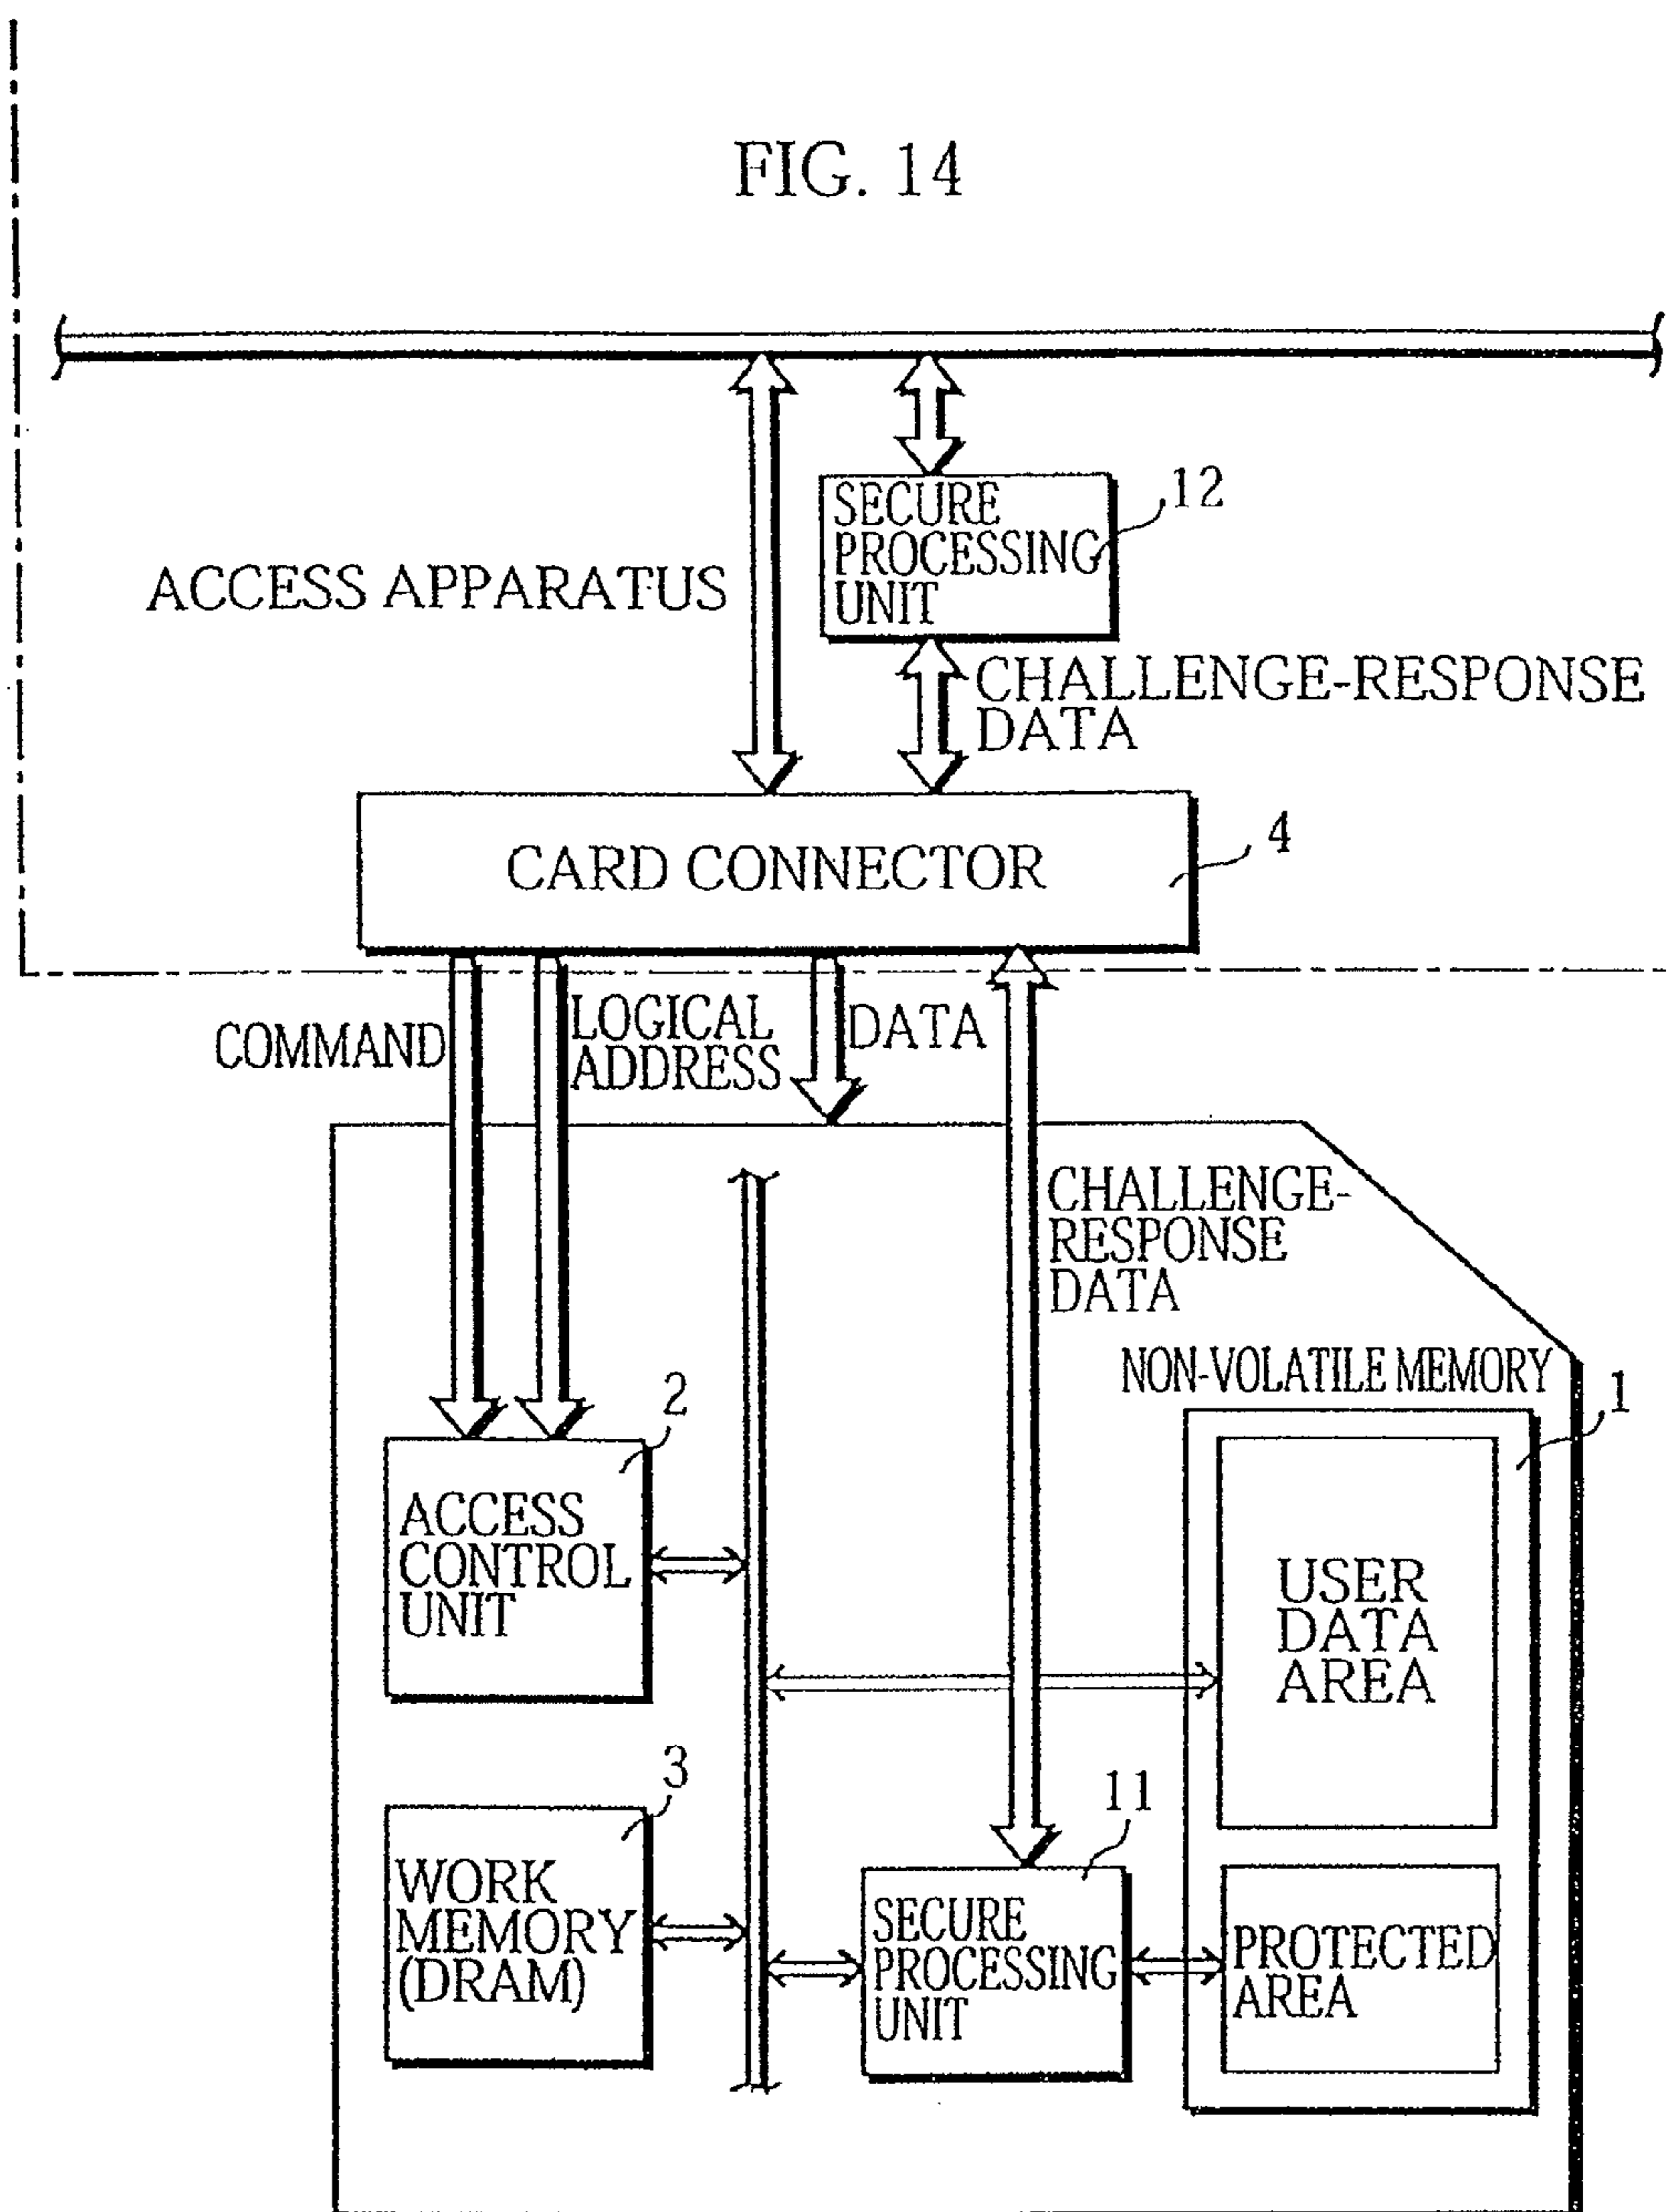 FIG. 14
SECURE
PROCESSING
UNIT
12
ACCESS APPARATUS
CHALLENGE-RESPONSE
DATA
CARD CONNECTOR
4
COMMAND
LOGICAL
ADDRESS
DATA
CHALLENGE-
RESPONSE
DATA
NON-VOLATILE MEMORY
1
2
ACCESS
CONTROL
UNIT
USER
DATA
AREA
3
WORK
MEMORY
(DRAM)
11
SECURE
PROCESSING
UNIT
PROTECTED
AREA